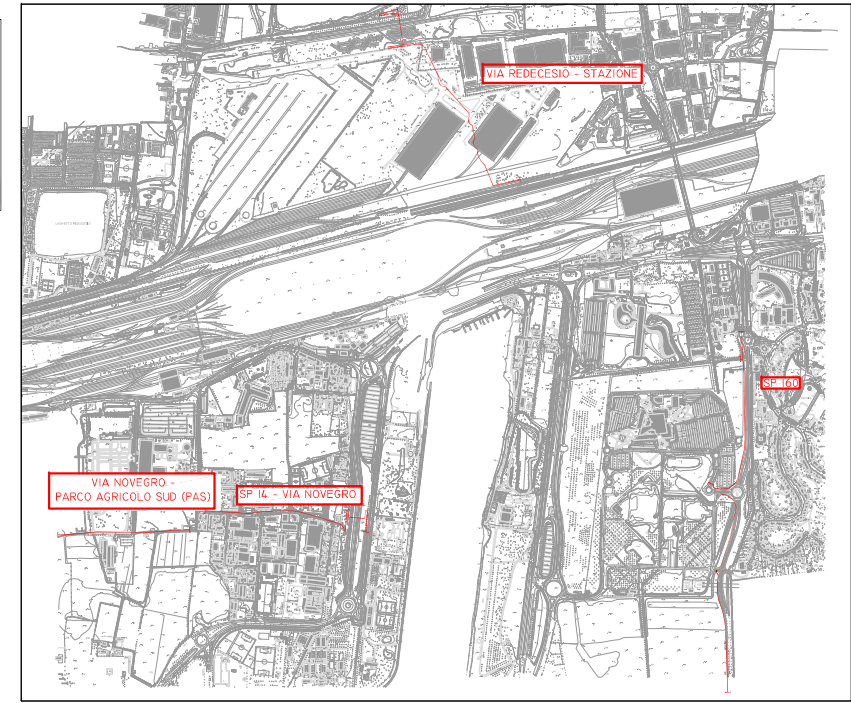 VIA REDECESIO - STAZIONE
SP 160
VIA NOVEGRO -
PARCO AGRICOLO SUD (PAS)
SP 14 - VIA NOVEGRO